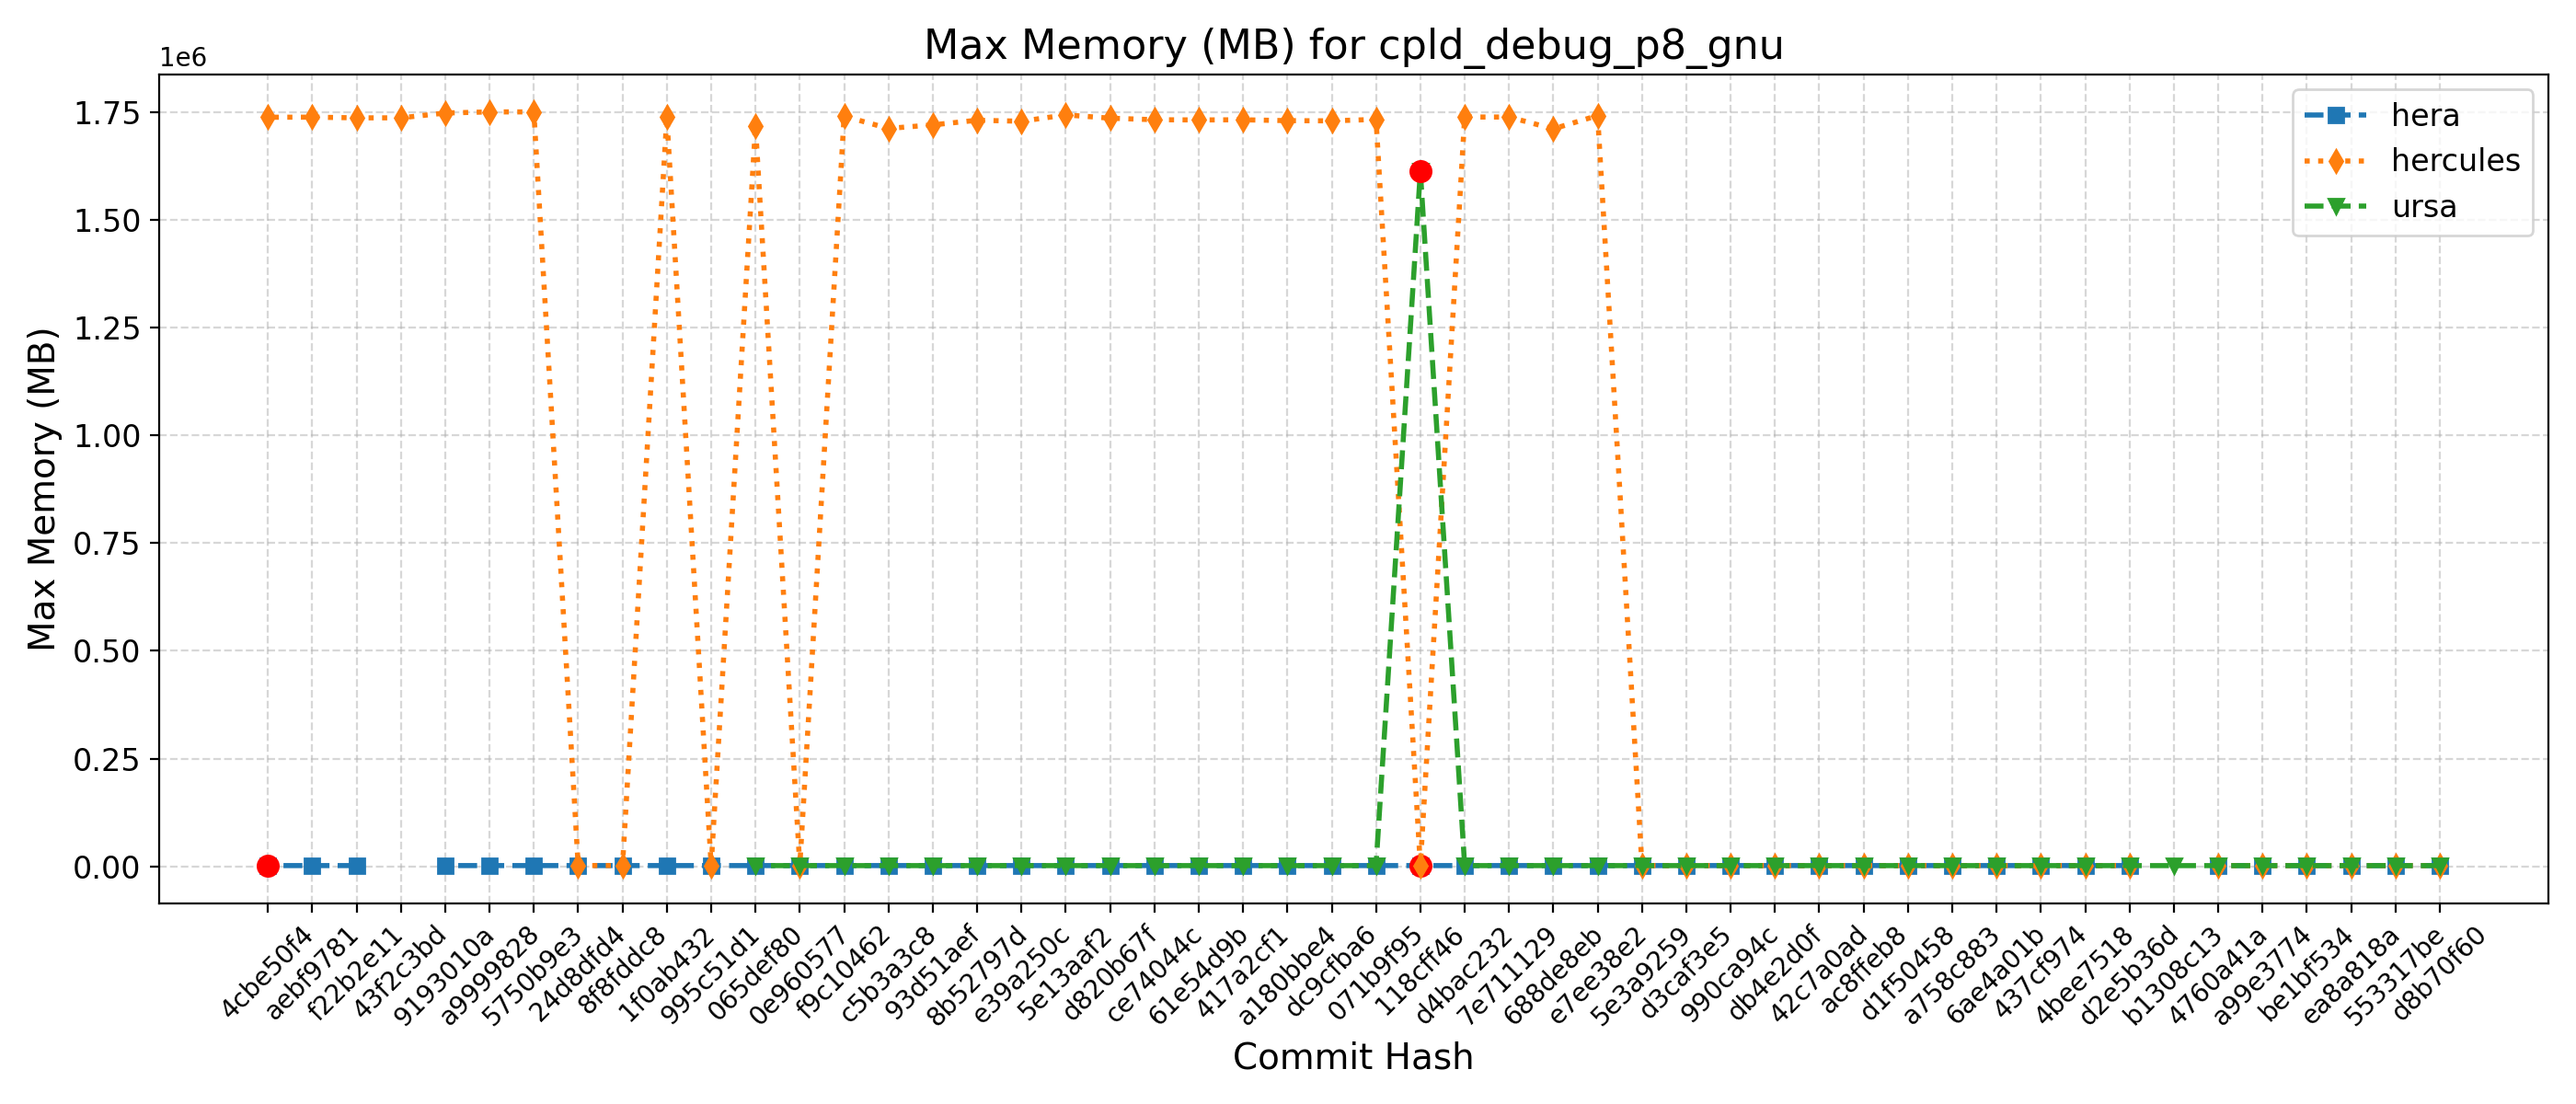 Max Memory (MB) for cpld_debug_p8_gnu
1e6
hera
hercules
ursa
Max Memory (MB)
1.75
1.50
1.25
1.00
0.75
0.50
0.25
0.00
4cbe50f4
aebf9781
f22b2e11
43f2c3bd
9193010a
a9999828
5750b9e3
24d8dfd4
8f8fddc8
1f0ab432
995c51d1
065def80
0e960577
f9c10462
c5b3a3c8
93d51aef
8b52797d
e39a250c
5e13aaf2
d820b67f
ce74044c
61e54d9b
417a2cf1
a180bbe4
dc9cfba6
071b9f95
118cff46
d4bac232
7e711129
688de8eb
e7ee38e2
5e3a9259
d3caf3e5
990ca94c
db4e2d0f
42c7a0ad
ac8ffeb8
d1f50458
a758c883
6ae4a01b
437cf974
4bee7518
d2e5b36d
b1308c13
4760a41a
a99e3774
be1bf534
ea8a818a
553317be
d8b70f60
Commit Hash